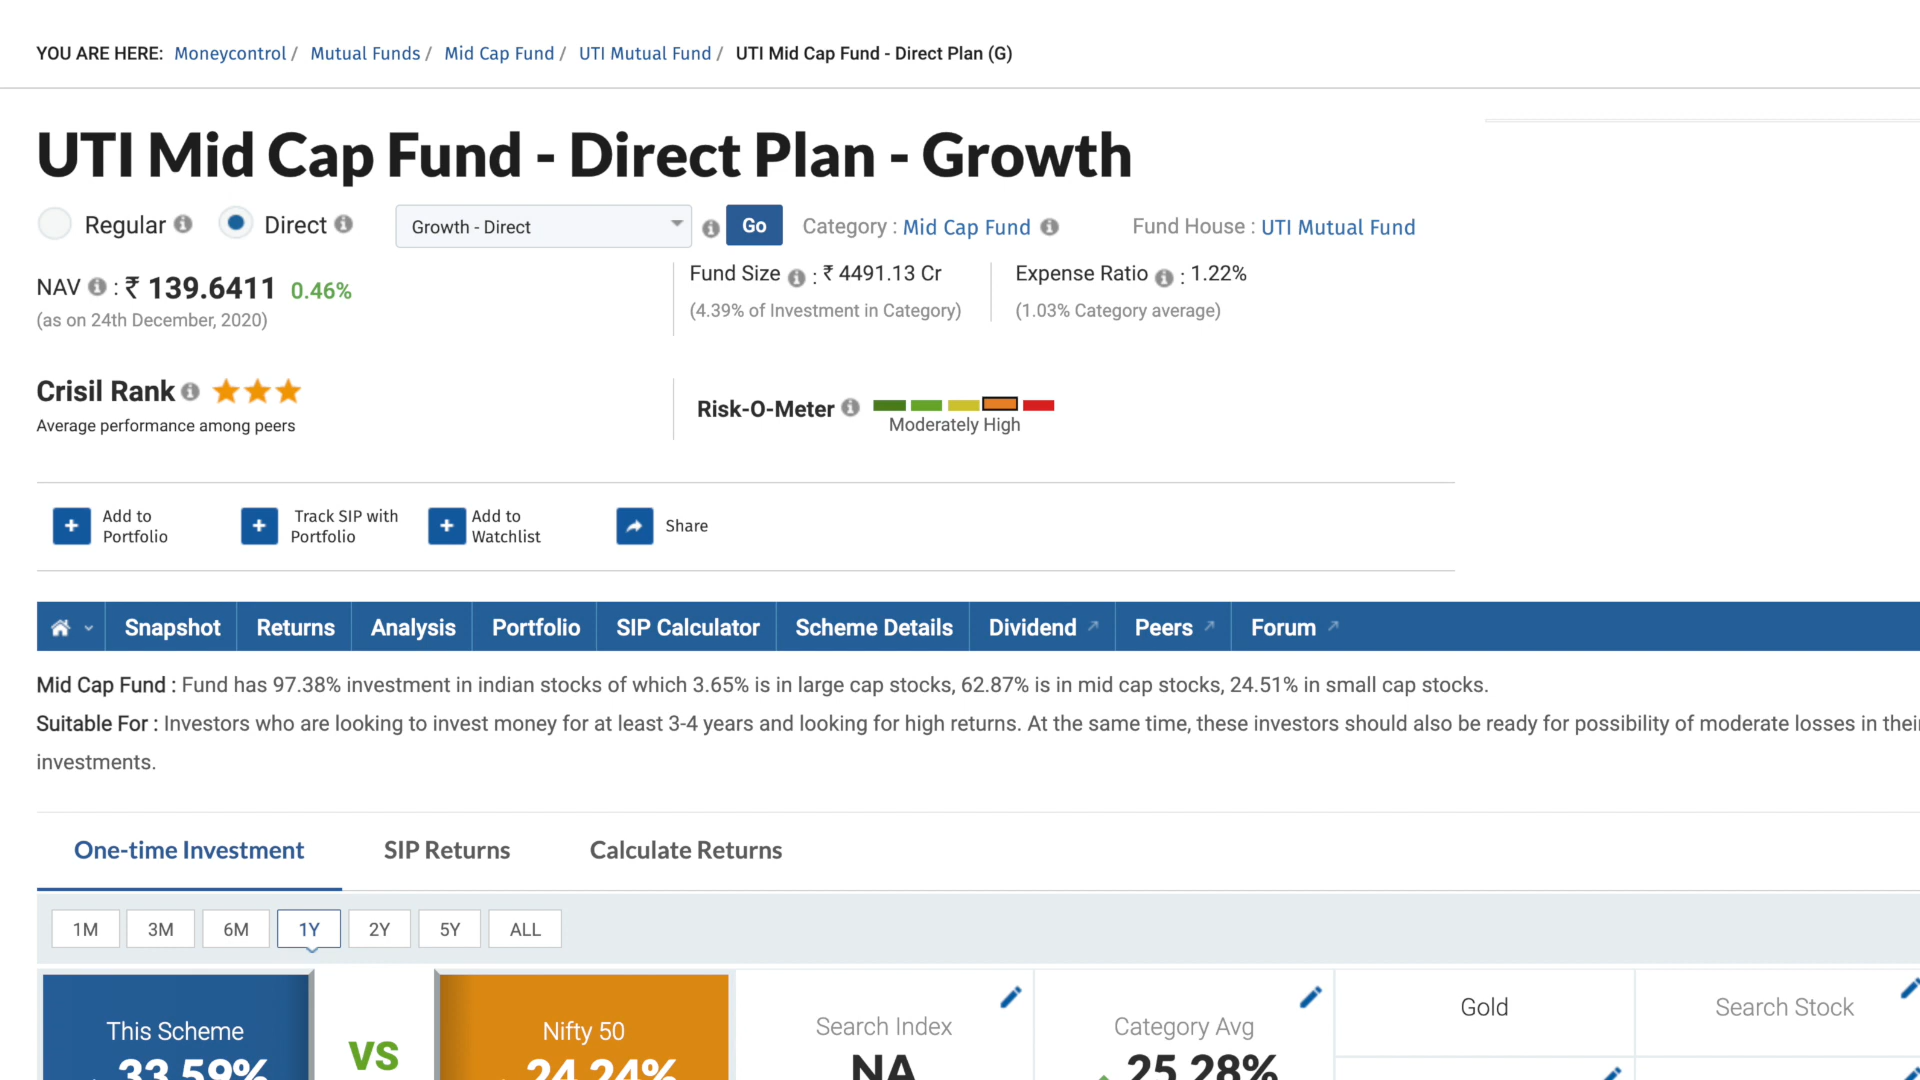 YOU ARE HERE: Moneycontrol / Mutual Funds / Mid Cap Fund / UTI Mutual Fund / UTI Mid Cap Fund - Direct Plan (G)
UTI Mid Cap Fund - Direct Plan - Growth
Regular Direct Growth - Direct Go Category : Mid Cap Fund Fund House : UTI Mutual Fund
NAV : ₹ 139.6411 0.46%
(as on 24th December, 2020)
Fund Size : ₹ 4491.13 Cr
(4.39% of Investment in Category)
Expense Ratio : 1.22%
(1.03% Category average)
Crisil Rank
Average performance among peers
Risk-O-Meter
Moderately High
Add to
Portfolio
Track SIP with
Portfolio
Add to
Watchlist
Share
Snapshot Returns Analysis Portfolio SIP Calculator Scheme Details Dividend Peers Forum
Mid Cap Fund : Fund has 97.38% investment in indian stocks of which 3.65% is in large cap stocks, 62.87% is in mid cap stocks, 24.51% in small cap stocks.
Suitable For : Investors who are looking to invest money for at least 3-4 years and looking for high returns. At the same time, these investors should also be ready for possibility of moderate losses in their
investments.
One-time Investment SIP Returns Calculate Returns
1M 3M 6M 1Y 2Y 5Y ALL
This Scheme
33.59%
VS
Nifty 50
24.24%
Search Index
NA
Category Avg
25.28%
Gold
Search Stock